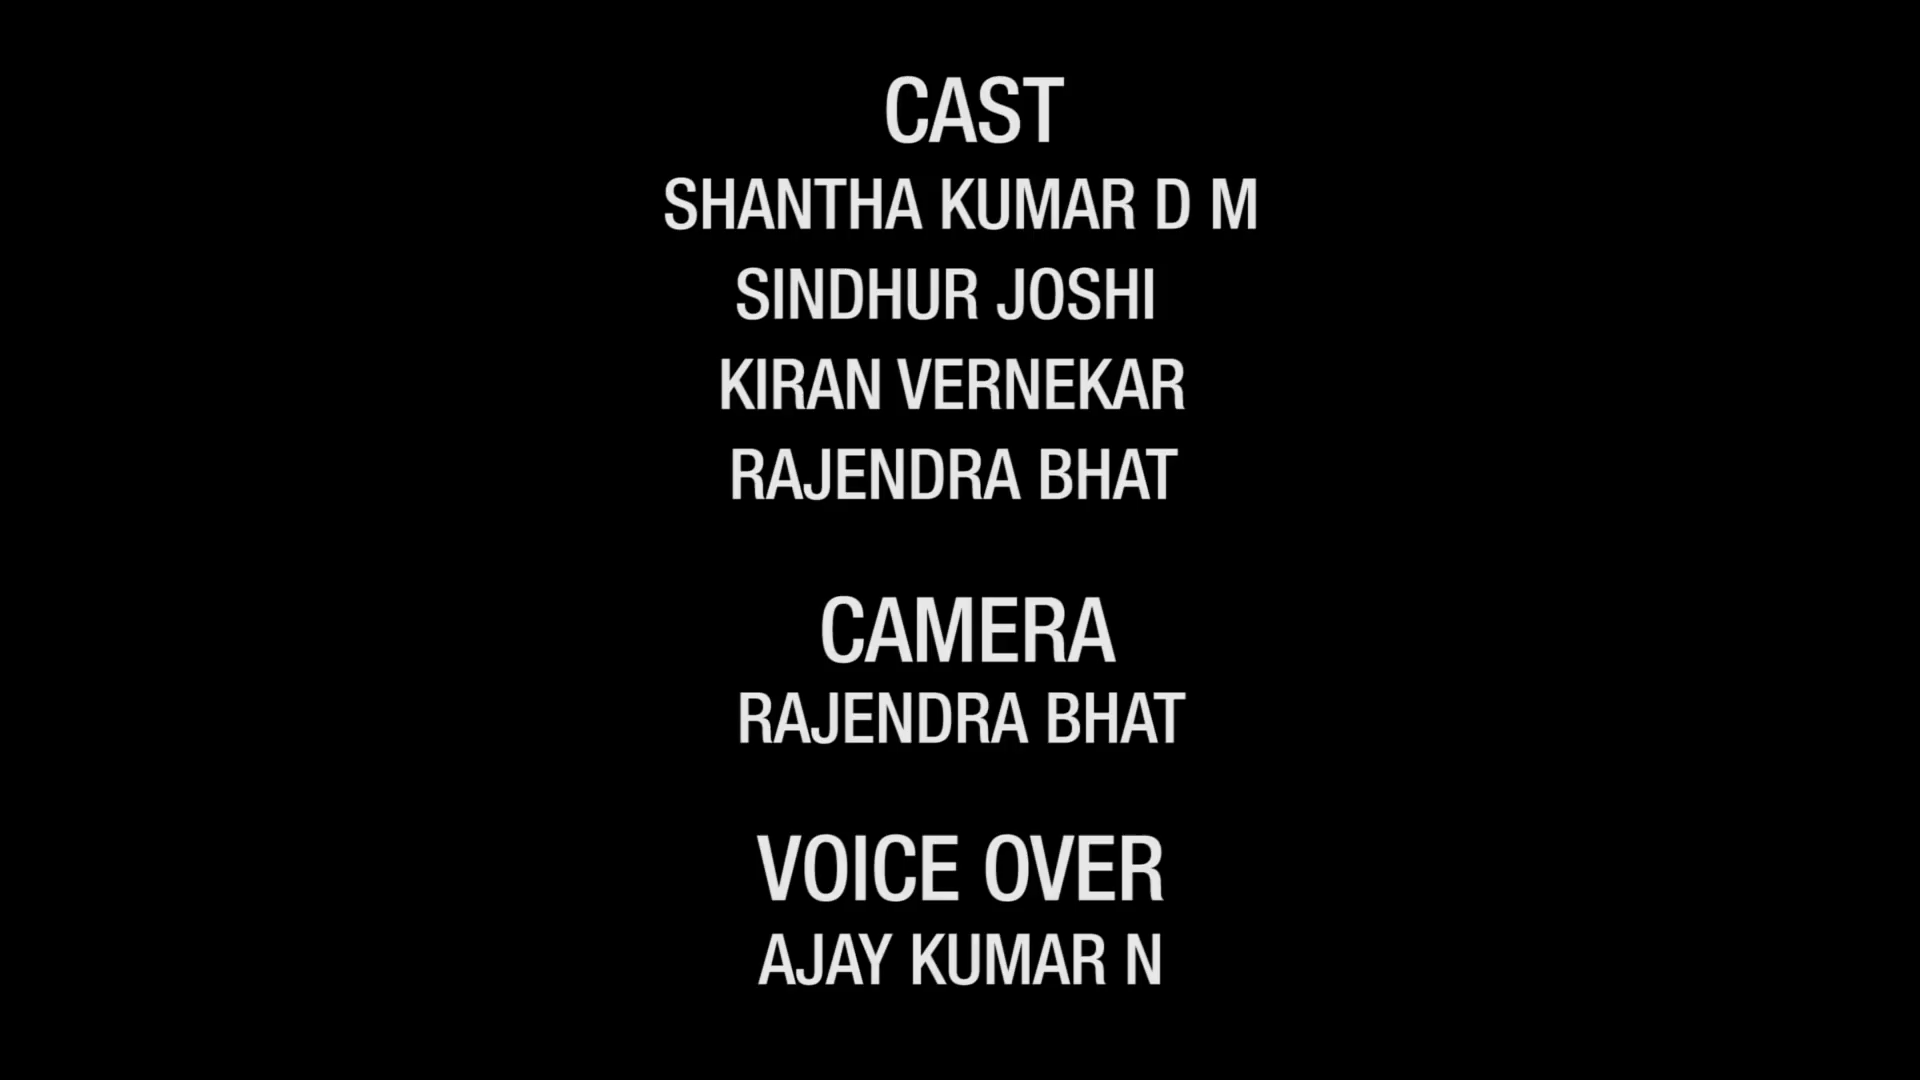 CAST
SHANTHA KUMAR D M
SINDHUR JOSHI
KIRAN VERNEKAR
RAJENDRA BHAT
CAMERA
RAJENDRA BHAT
VOICE OVER
AJAY KUMAR N